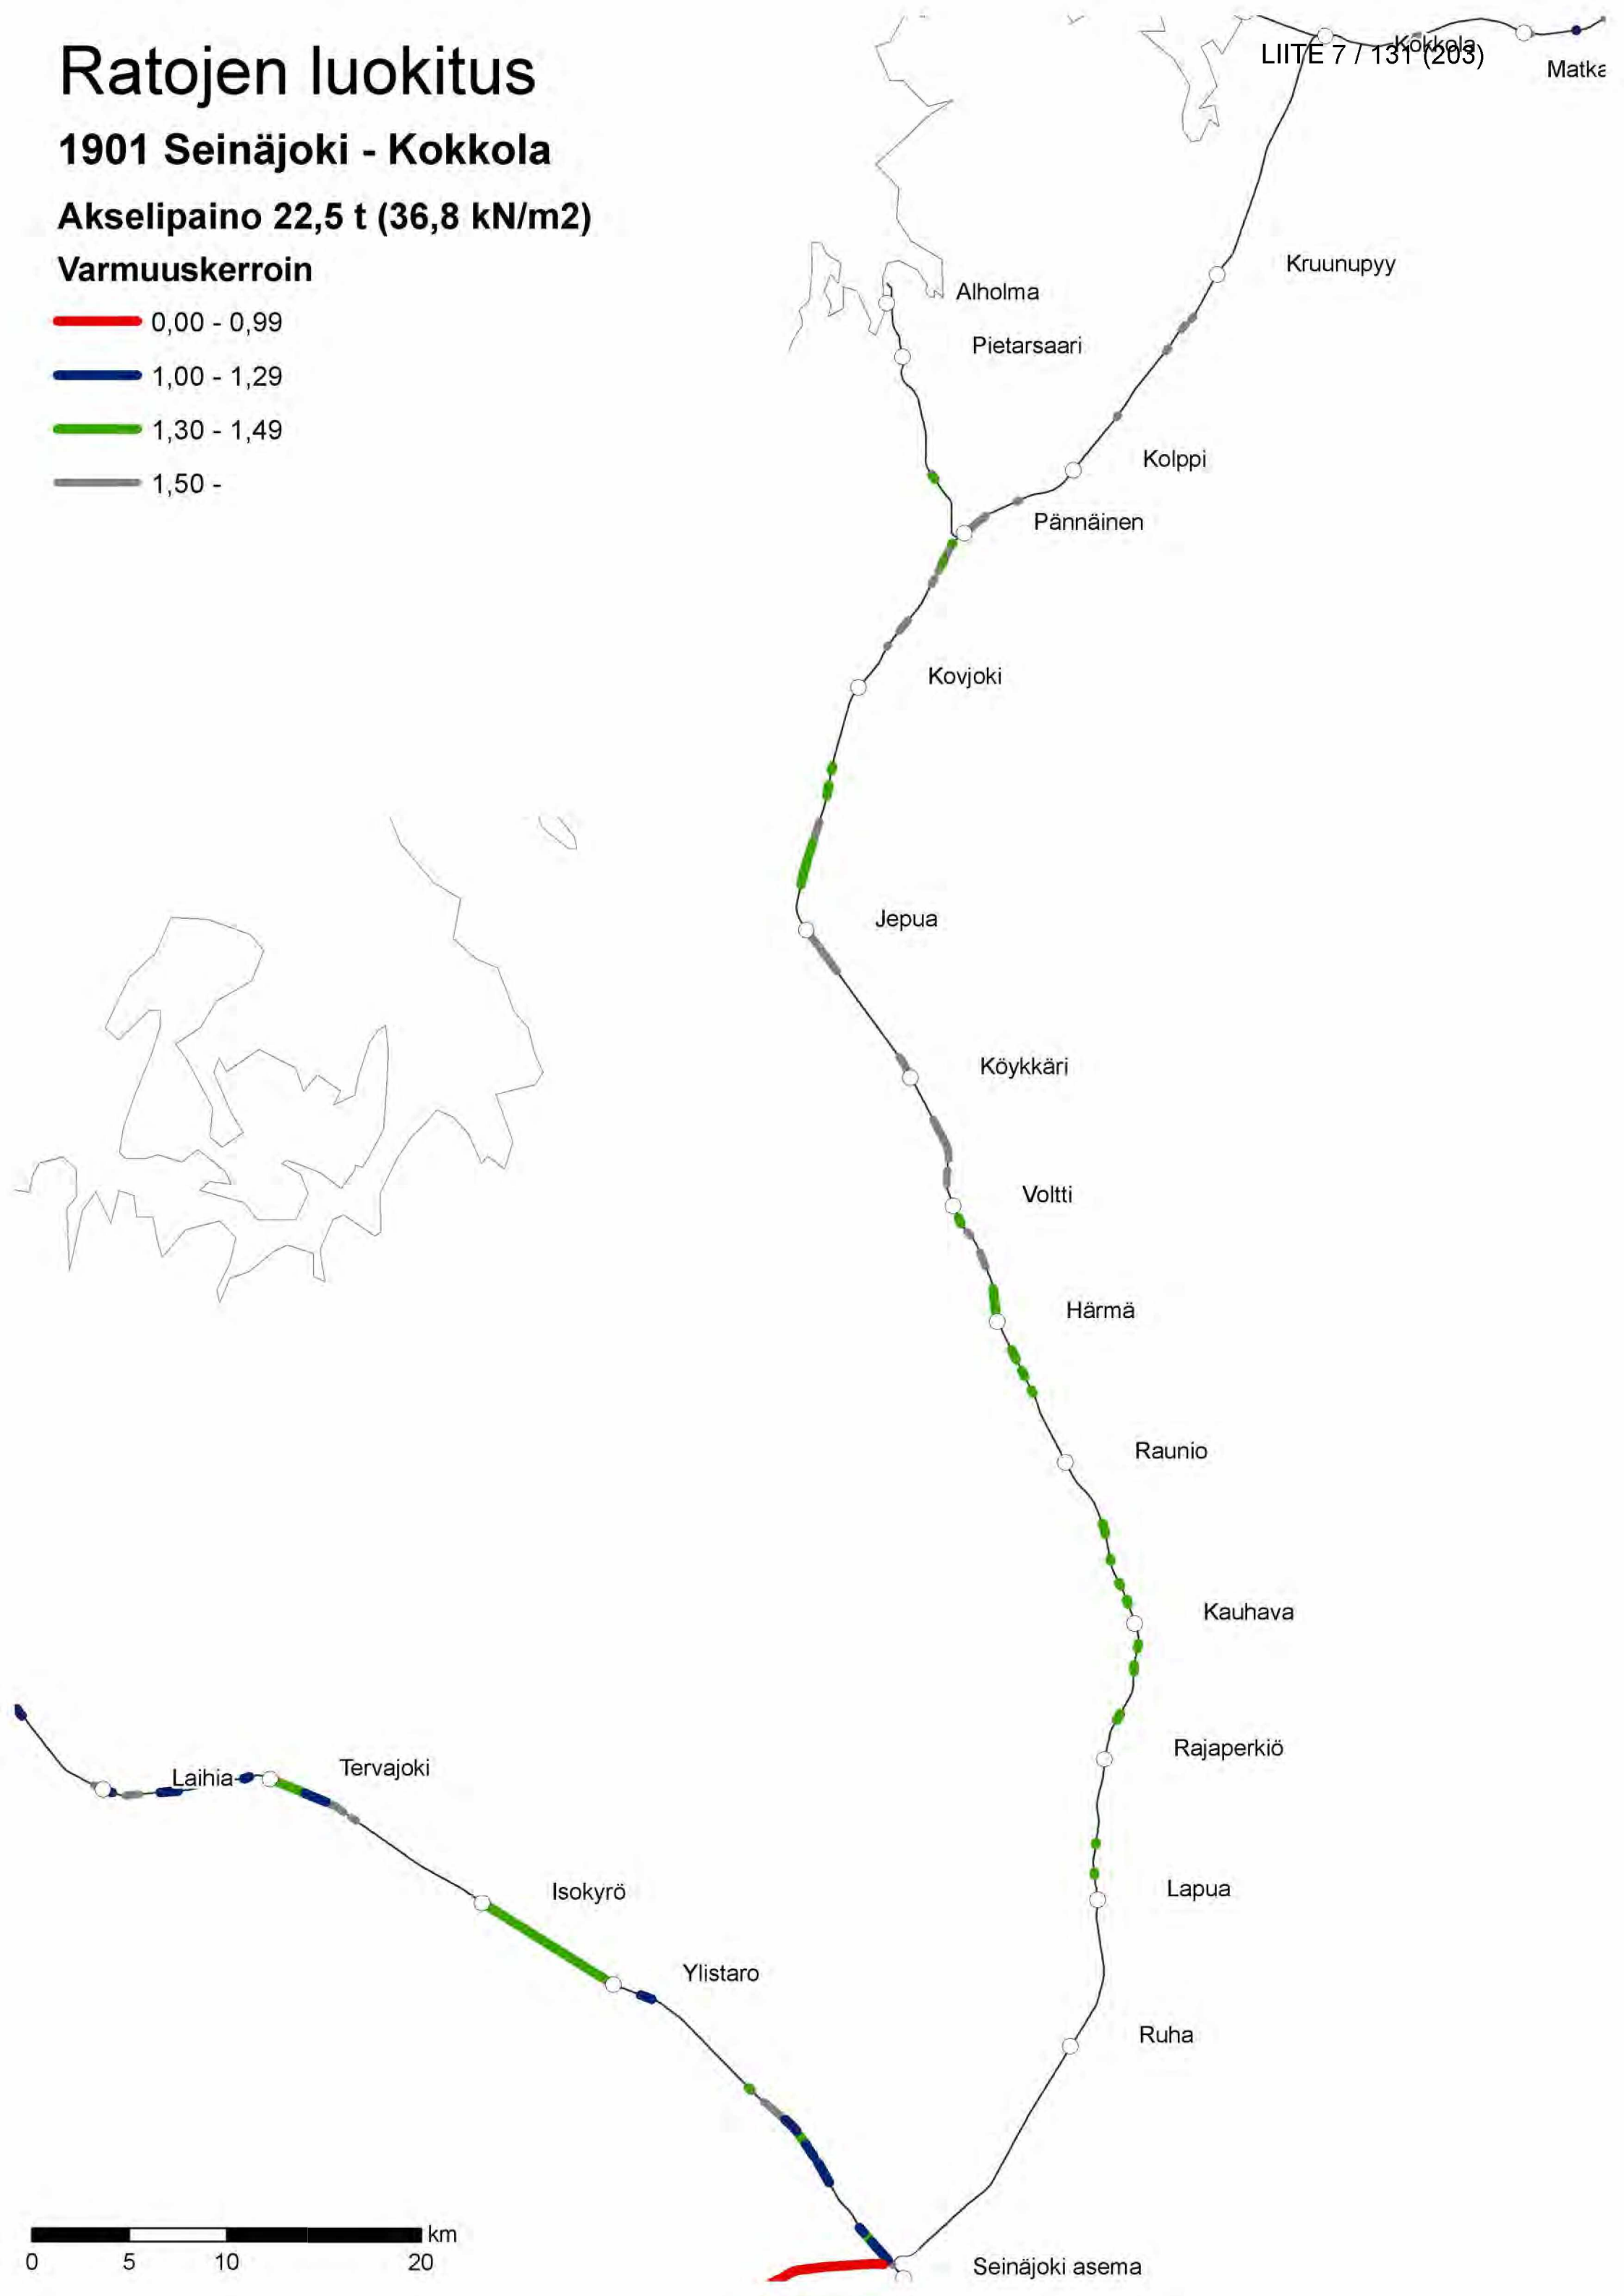 Ratojen luokitus
1901 Seinäjoki - Kokkola
Akselipaino 22,5 t (36,8 kN/m2)
Varmuuskerroin
0,00 - 0,99
1,00 - 1,29
1,30 - 1,49
1,50 -
Kokkola
LIITE 7 / 131 (203)
Matka
Kruunupyy
Alholma
Pietarsaari
Kolppi
Pännäinen
Kovjoki
Jepua
Köykkäri
Voltti
Härmä
Raunio
Kauhava
Rajaperkiö
Laihia
Tervajoki
Lapua
Isokyrö
Ylistaro
Ruha
Seinäjoki asema
km
0 5 10 20